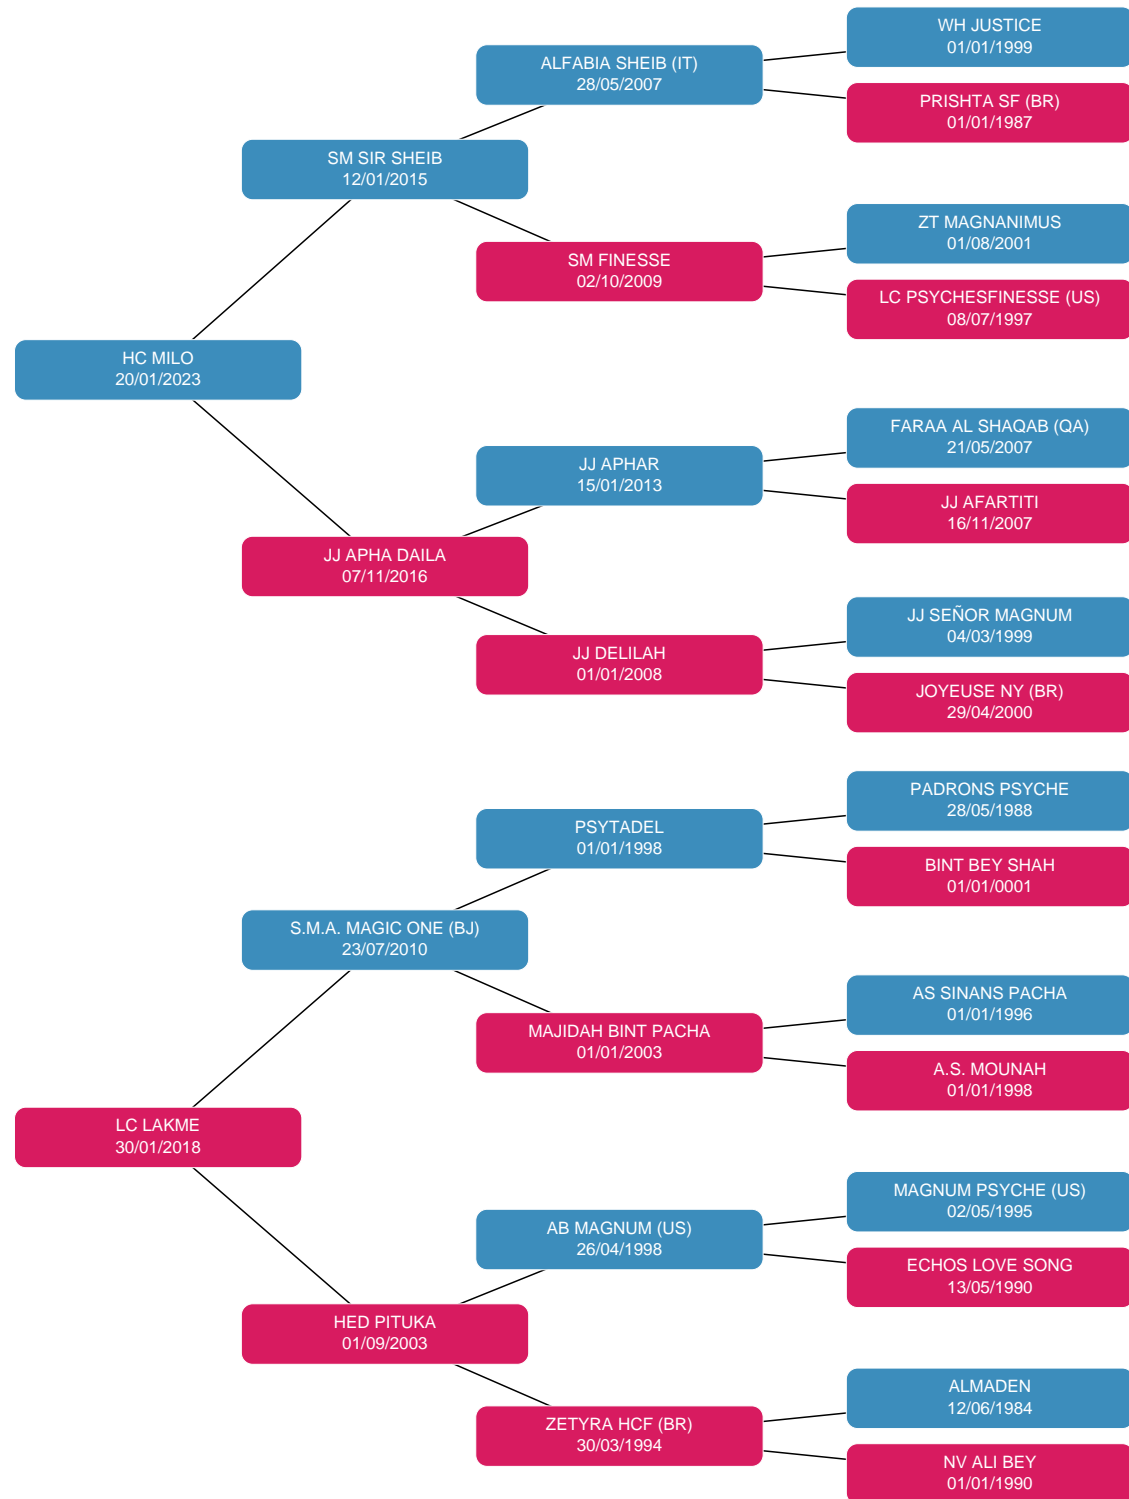 WH JUSTICE
01/01/1999
ALFABIA SHEIB (IT)
28/05/2007
PRISHTA SF (BR)
01/01/1987
SM SIR SHEIB
12/01/2015
ZT MAGNANIMUS
01/08/2001
SM FINESSE
02/10/2009
LC PSYCHESFINESSE (US)
08/07/1997
HC MILO
20/01/2023
FARAA AL SHAQAB (QA)
21/05/2007
JJ APHAR
15/01/2013
JJ AFARTITI
16/11/2007
JJ APHA DAILA
07/11/2016
JJ SEÑOR MAGNUM
04/03/1999
JJ DELILAH
01/01/2008
JOYEUSE NY (BR)
29/04/2000
PADRONS PSYCHE
28/05/1988
PSYTADEL
01/01/1998
BINT BEY SHAH
01/01/0001
S.M.A. MAGIC ONE (BJ)
23/07/2010
AS SINANS PACHA
01/01/1996
MAJIDAH BINT PACHA
01/01/2003
A.S. MOUNAH
01/01/1998
LC LAKME
30/01/2018
MAGNUM PSYCHE (US)
02/05/1995
AB MAGNUM (US)
26/04/1998
ECHOS LOVE SONG
13/05/1990
HED PITUKA
01/09/2003
ALMADEN
12/06/1984
ZETYRA HCF (BR)
30/03/1994
NV ALI BEY
01/01/1990